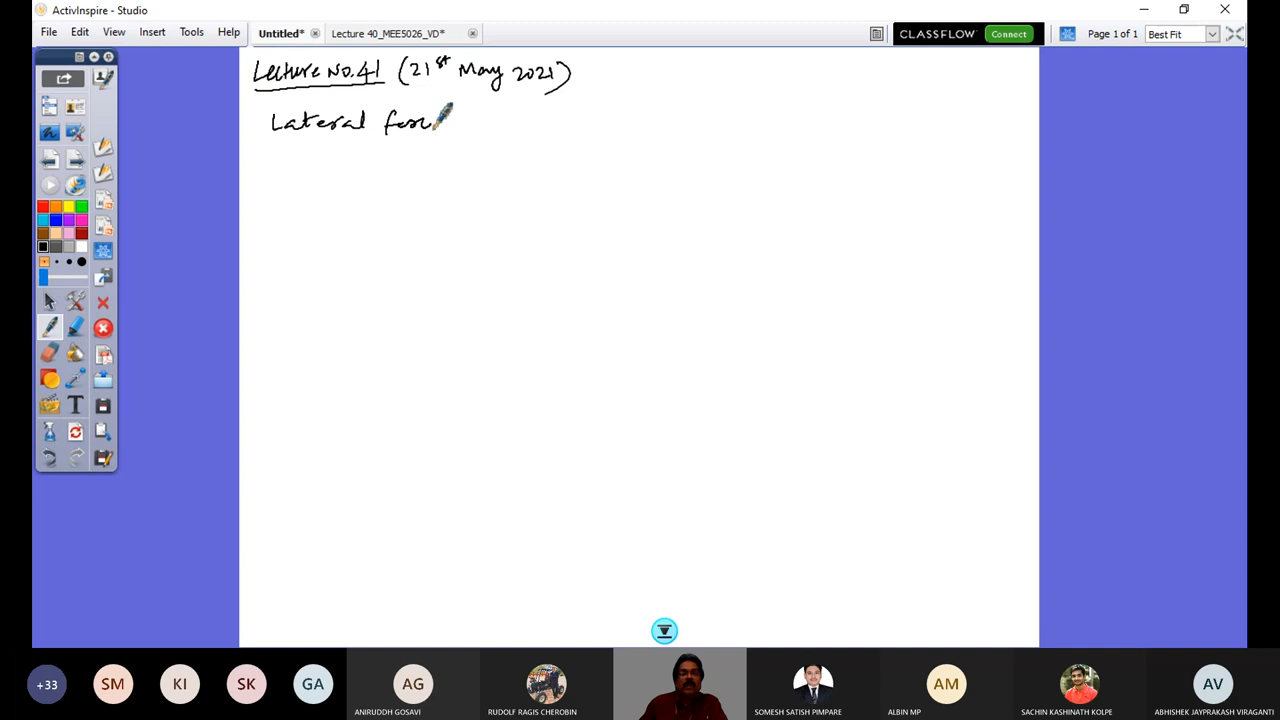 ActivInspire - Studio
File Edit View Insert Tools Help
Untitled*
Lecture 40_MEE5026_VD*
CLASSFLOW Connect
Page 1 of 1
Best Fit
Lecture No. 41 (21st May 2021)
Lateral forc
T
+33
SM
KI
SK
GA
AG
ANIRUDDH GOSAVI
RUDOLF RAGIS CHEROBIN
SOMESH SATISH PIMPARE
AM
ALBIN MP
SACHIN KASHINATH KOLPE
AV
ABHISHEK JAYPRAKASH VIRAGANTI